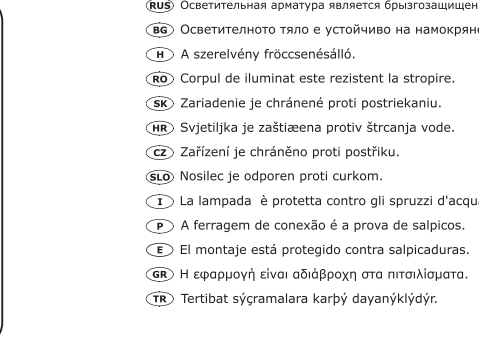 RUS Осветительная арматура является брызгозащищен
BG Осветителното тяло е устойчиво на намокряне
H A szerelvény fröccsenésálló.
RO Corpul de iluminat este rezistent la stropire.
SK Zariadenie je chránené proti postriekaniu.
HR Svjetiljka je zaštiæena protiv štrcanja vode.
CZ Zařízení je chráněno proti postřiku.
SLO Nosilec je odporen proti curkom.
I La lampada è protetta contro gli spruzzi d'acqua
P A ferragem de conexão é a prova de salpicos.
E El montaje está protegido contra salpicaduras.
GR Η εφαρμογή είναι αδιάβροχη στα πιτσιλίσματα.
TR Tertibat sýçramalara karþý dayanýklýdýr.